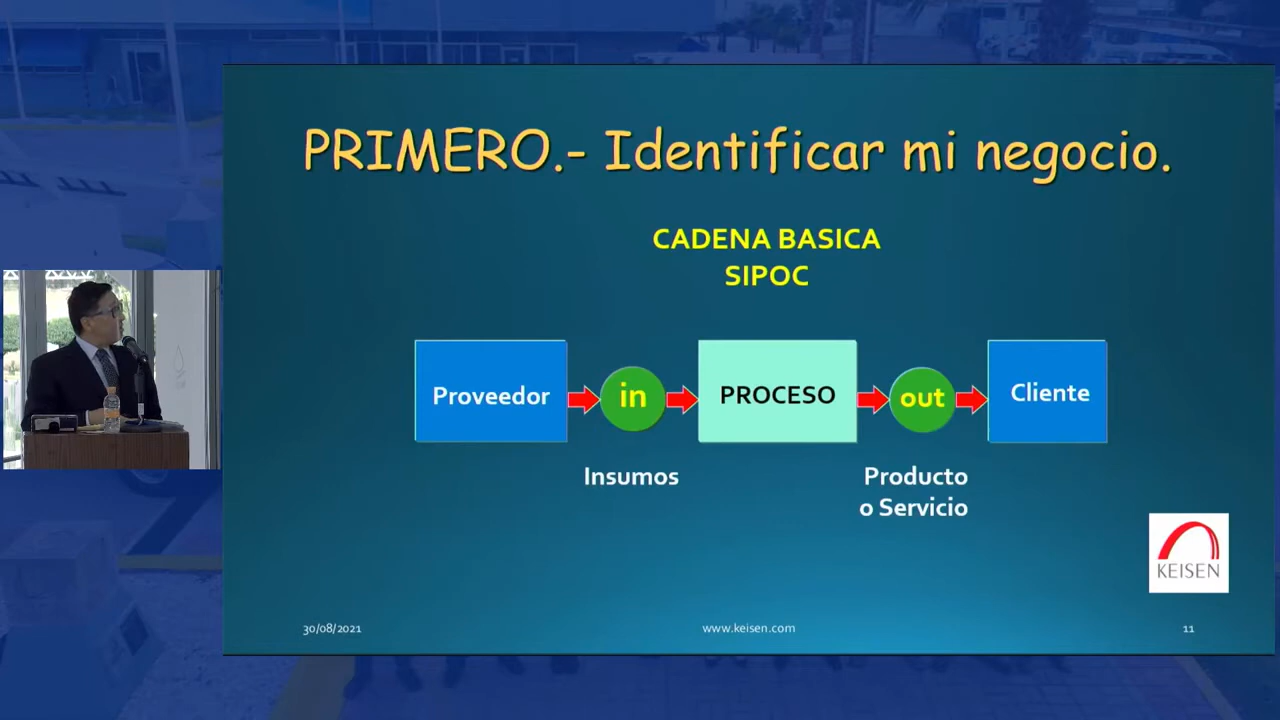 PRIMERO.- Identificar mi negocio.
CADENA BASICA
SIPOC
Proveedor
in
PROCESO
out
Cliente
Insumos
Producto
o Servicio
KEISEN
30/08/2021
www.keisen.com
11